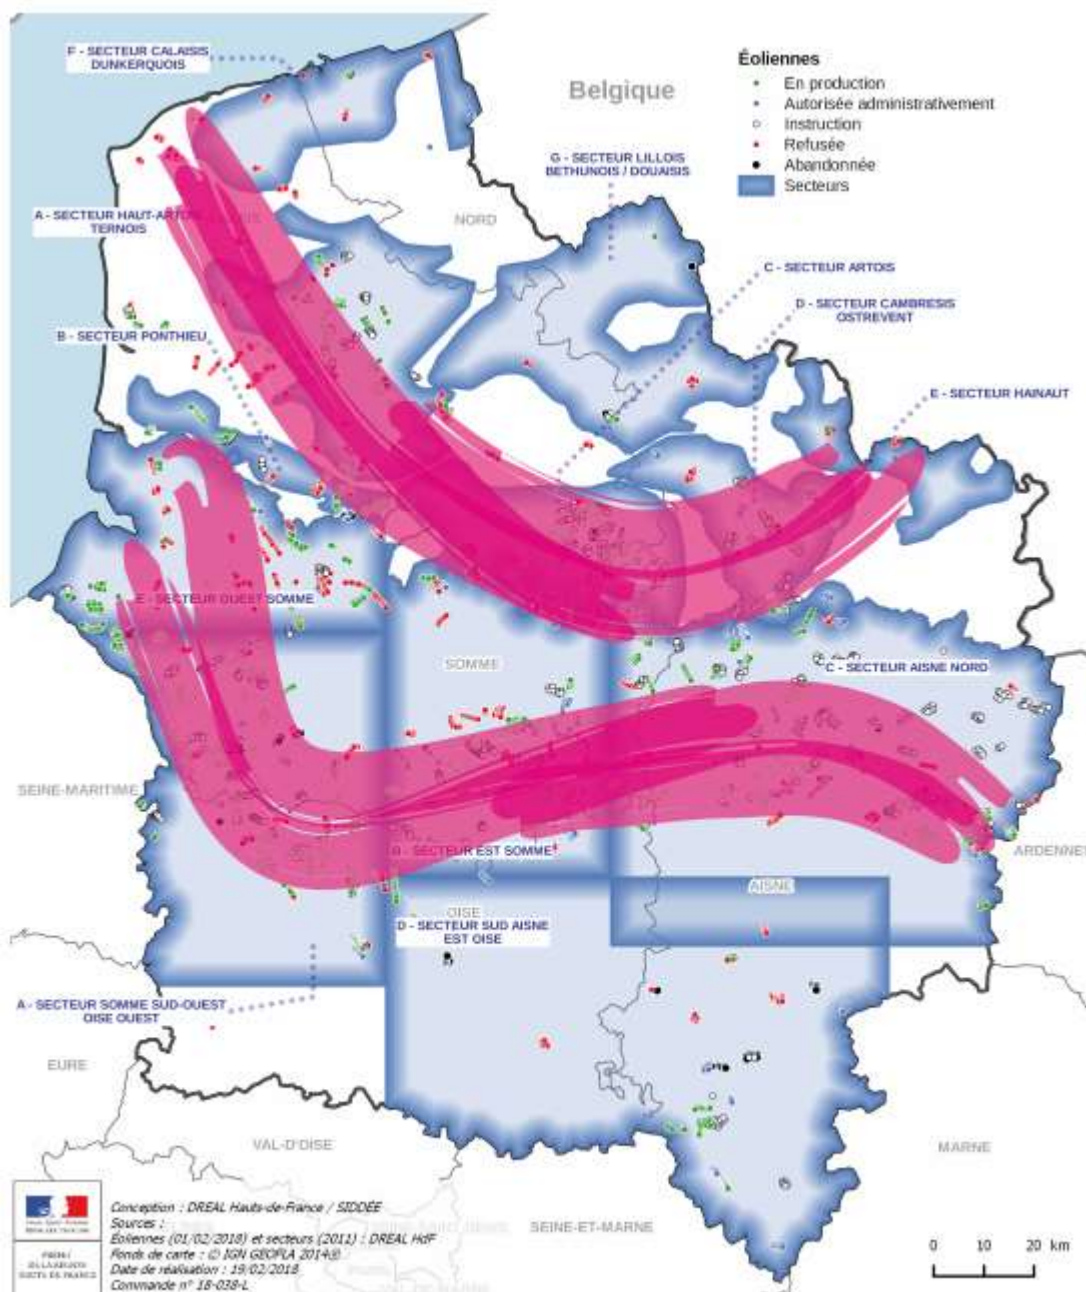 F - SECTEUR CALAISIS
DUNKERQUOIS
Belgique
Éoliennes
En production
Autorisée administrativement
Instruction
Refusée
Abandonnée
Secteurs
G - SECTEUR LILLOIS
BETHUNOIS / DOUAISIS
A - SECTEUR HAUT-ARTOIS
TERNOIS
NORD
C - SECTEUR ARTOIS
D - SECTEUR CAMBRESIS
OSTREVENT
B - SECTEUR PONTHIEU
E - SECTEUR HAINAUT
E - SECTEUR OUEST SOMME
SOMME
C - SECTEUR AISNE NORD
SEINE-MARITIME
B - SECTEUR EST SOMME
ARDENNET
AISNE
OISE
D - SECTEUR SUD AISNE
EST OISE
A - SECTEUR SOMME SUD-OUEST
OISE OUEST
EURE
VAL-D'OISE
MARNE
SEINE-ET-MARNE
Conception : DREAL Hauts-de-France / SIDDÉE
Sources :
Éoliennes (01/02/2018) et secteurs (2011) : DREAL HdF
Fonds de carte : © IGN GEOFLA 2014®
Date de réalisation : 19/02/2018
Commande n° 18-038-L
0 10 20 km